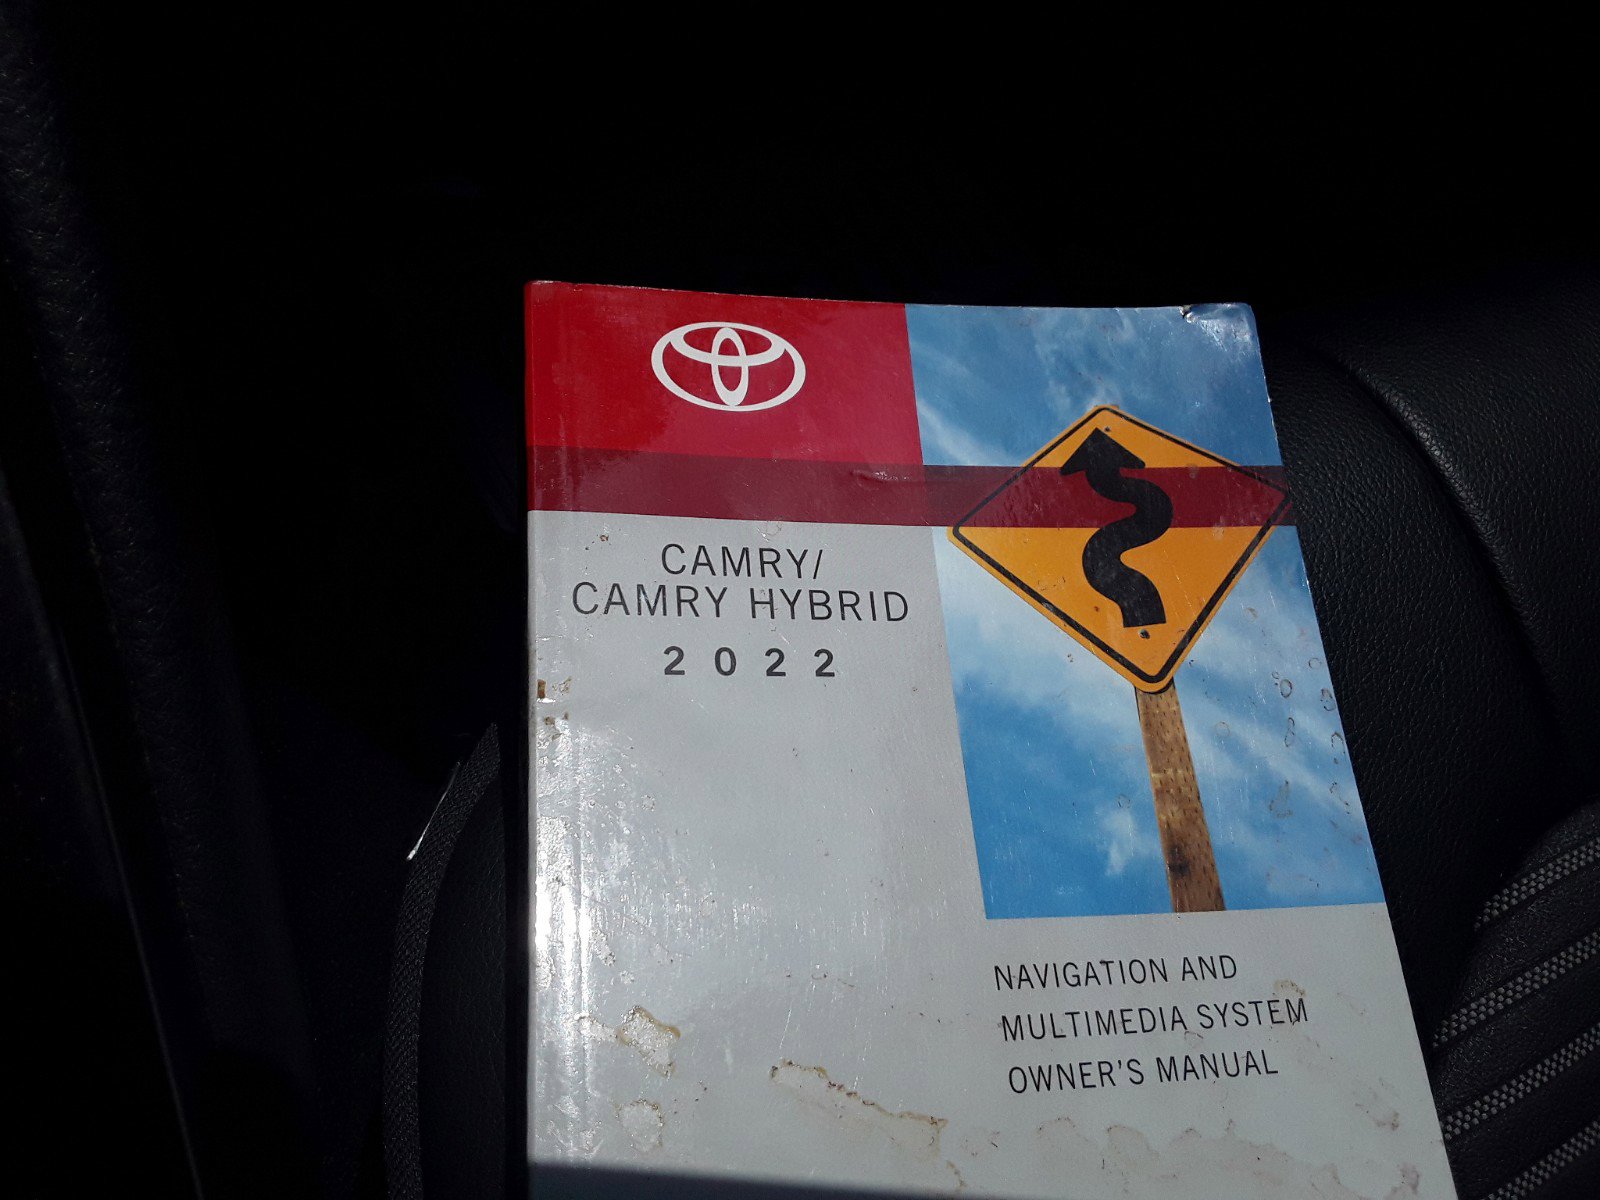 CAMRY/
CAMRY HYBRID
2022
NAVIGATION AND
MULTIMEDIA SYSTEM
OWNER'S MANUAL